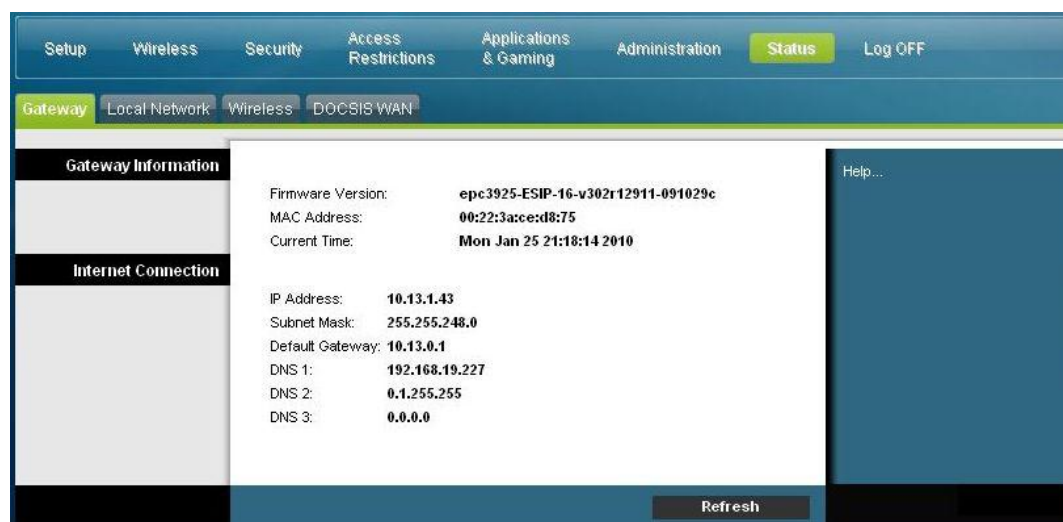 Setup Wireless Security Access Restrictions Applications & Gaming Administration Status Log OFF
Gateway Local Network Wireless DOCSIS WAN
Gateway Information
Help...
Firmware Version: epc3925-ESIP-16-v302r12911-091029c
MAC Address: 00:22:3a:ce:d8:75
Current Time: Mon Jan 25 21:18:14 2010
Internet Connection
IP Address: 10.13.1.43
Subnet Mask: 255.255.248.0
Default Gateway: 10.13.0.1
DNS 1: 192.168.19.227
DNS 2: 0.1.255.255
DNS 3: 0.0.0.0
Refresh